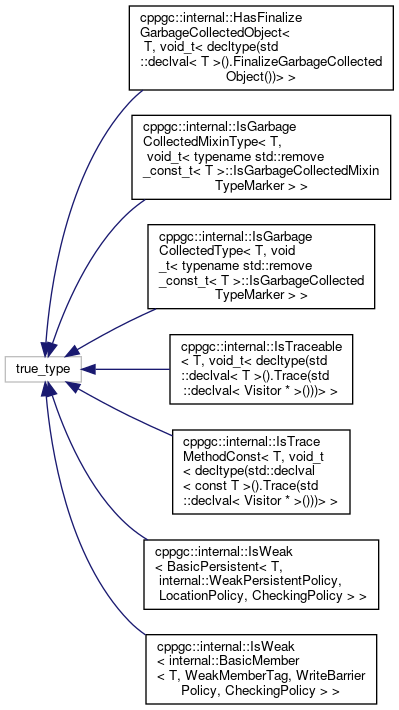 cppgc::internal::HasFinalize
GarbageCollectedObject<
T, void_t< decltype(std
::declval< T >().FinalizeGarbageCollected
Object())> >
cppgc::internal::IsGarbage
CollectedMixinType< T,
void_t< typename std::remove
_const_t< T >::IsGarbageCollectedMixin
TypeMarker > >
cppgc::internal::IsGarbage
CollectedType< T, void
_t< typename std::remove
_const_t< T >::IsGarbageCollected
TypeMarker > >
cppgc::internal::IsTraceable
< T, void_t< decltype(std
::declval< T >().Trace(std
::declval< Visitor * >()))> >
true_type
cppgc::internal::IsTrace
MethodConst< T, void_t
< decltype(std::declval
< const T >().Trace(std
::declval< Visitor * >()))> >
cppgc::internal::IsWeak
< BasicPersistent< T,
internal::WeakPersistentPolicy,
LocationPolicy, CheckingPolicy > >
cppgc::internal::IsWeak
< internal::BasicMember
< T, WeakMemberTag, WriteBarrier
Policy, CheckingPolicy > >